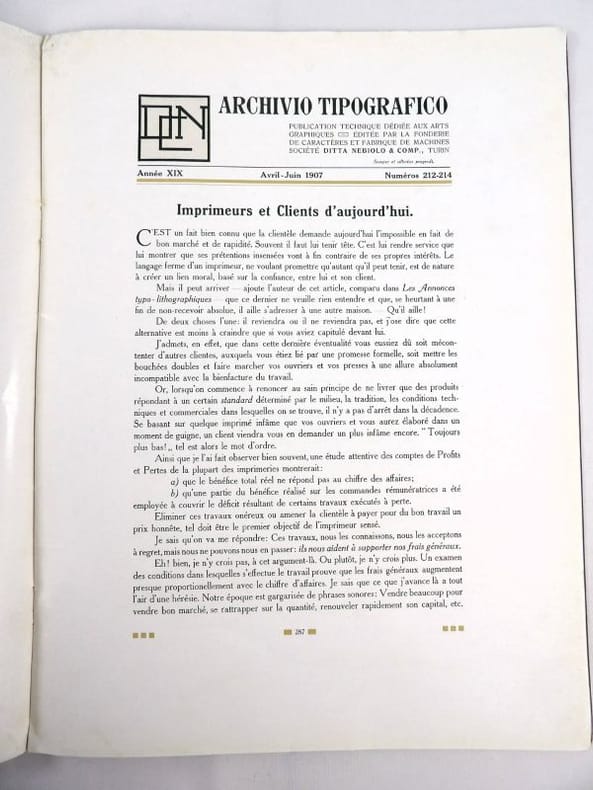 DCLN
ARCHIVIO TIPOGRAFICO
PUBLICATION TECHNIQUE DÉDIÉE AUX ARTS
GRAPHIQUES ÉDITÉE PAR LA FONDERIE
DE CARACTÈRES ET FABRIQUE DE MACHINES
SOCIÉTÉ DITTA NEBIOLO & COMP., TURIN
Année XIX Avril-Juin 1907 Numéros 212-214
Imprimeurs et Clients d'aujourd'hui.
C'EST un fait bien connu que la clientèle demande aujourd'hui l'impossible en fait de
bon marché et de rapidité. Souvent il faut lui tenir tête. C'est lui rendre service que
lui montrer que ses prétentions insensées vont à fin contraire de ses propres intérêts. Le
langage ferme d'un imprimeur, ne voulant promettre qu'autant qu'il peut tenir, est de nature
à créer un lien moral, basé sur la confiance, entre lui et son client.
Mais il peut arriver — ajoute l'auteur de cet article, comparu dans Les Annonces
typo-lithographiques — que ce dernier ne veuille rien entendre et que, se heurtant à une
fin de non-recevoir absolue, il aille s'adresser à une autre maison. — Qu'il aille!
De deux choses l'une: il reviendra ou il ne reviendra pas, et j'ose dire que cette
alternative est moins à craindre que si vous aviez capitulé devant lui.
J'admets, en effet, que dans cette dernière éventualité vous eussiez dû soit mécon-
tenter d'autres clientes, auxquels vous étiez lié par une promesse formelle, soit mettre les
bouchées doubles et faire marcher vos ouvriers et vos presses à une allure absolument
incompatible avec la bienfacture du travail.
Or, lorsqu'on commence à renoncer au sain principe de ne livrer que des produits
répondant à un certain standard déterminé par le milieu, la tradition, les conditions tech-
niques et commerciales dans lesquelles on se trouve, il n'y a pas d'arrêt dans la décadence.
Se basant sur quelque imprimé infâme que vos ouvriers et vous aurez élaboré dans un
moment de guigne, un client viendra vous en demander un plus infâme encore. "Toujours
plus bas!„ tel est alors le mot d'ordre.
Ainsi que je l'ai fait observer bien souvent, une étude attentive des comptes de Profits
et Pertes de la plupart des imprimeries montrerait:
a) que le bénéfice total réel ne répond pas au chiffre des affaires;
b) qu'une partie du bénéfice réalisé sur les commandes rémunératrices a été
employée à couvrir le déficit résultant de certains travaux exécutés à perte.
Eliminer ces travaux onéreux ou amener la clientèle à payer pour du bon travail un
prix honnête, tel doit être le premier objectif de l'imprimeur sensé.
Je sais qu'on va me répondre: Ces travaux, nous les connaissons, nous les acceptons
à regret, mais nous ne pouvons nous en passer: ils nous aident à supporter nos frais généraux.
Eh! bien, je n'y crois pas, à cet argument-là. Ou plutôt, je n'y crois plus. Un examen
des conditions dans lesquelles s'effectue le travail prouve que les frais généraux augmentent
presque proportionellement avec le chiffre d'affaires. Je sais que ce que j'avance là a tout
l'air d'une hérésie. Notre époque est gargarisée de phrases sonores: Vendre beaucoup pour
vendre bon marché, se rattrapper sur la quantité, renouveler rapidement son capital, etc.
287